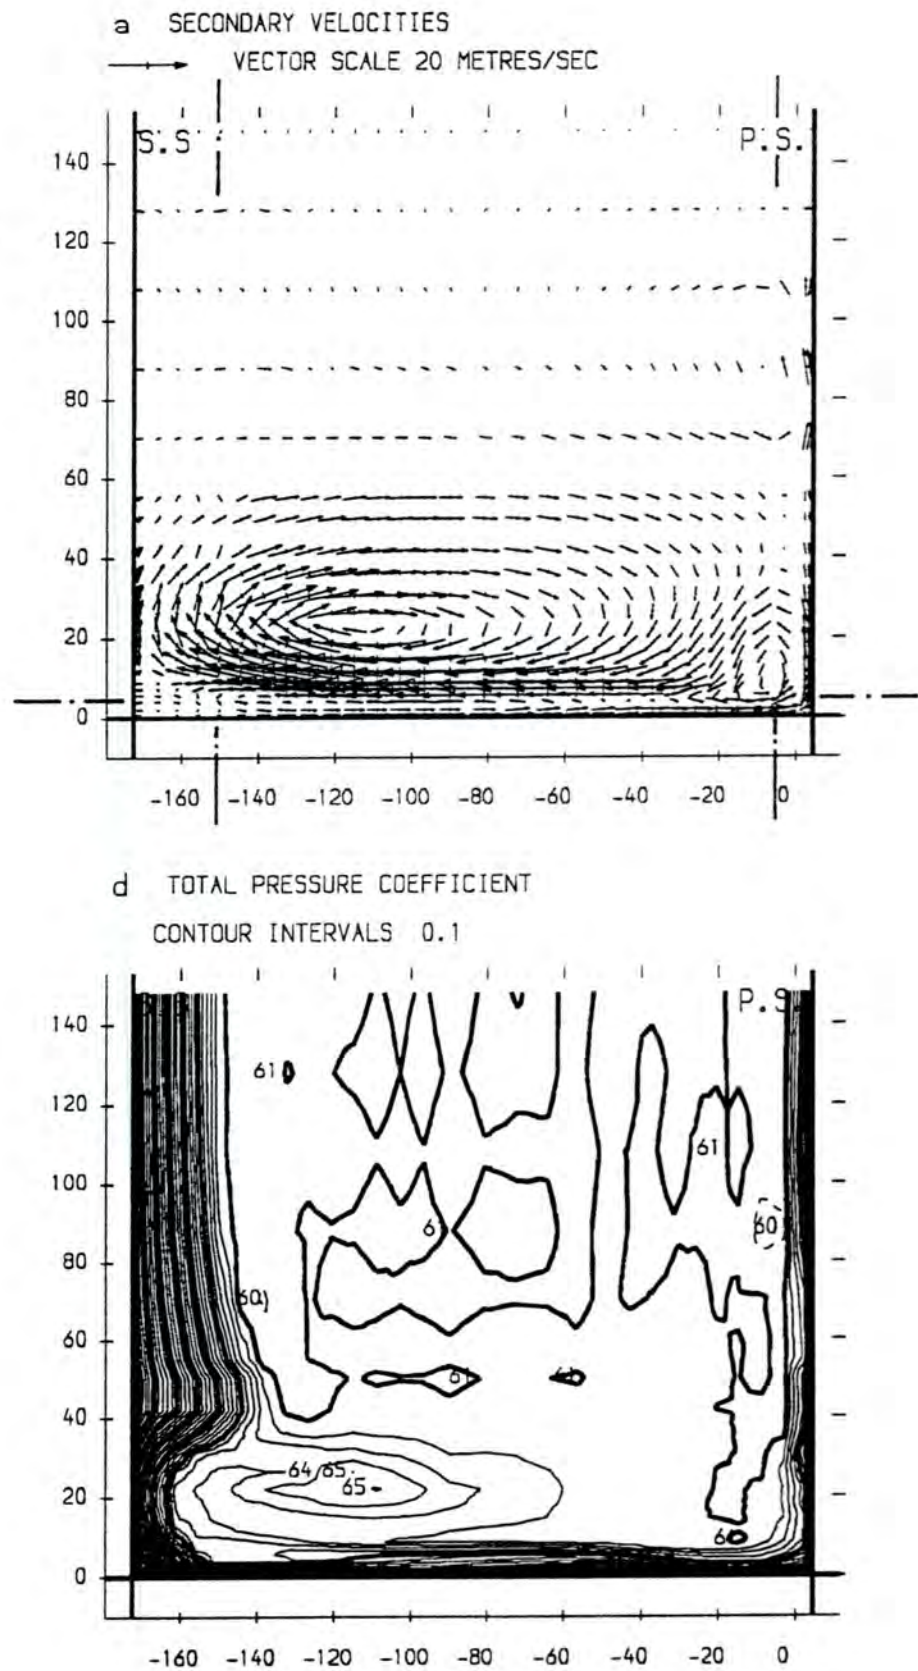 a SECONDARY VELOCITIES
VECTOR SCALE 20 METRES/SEC
S.S P.S.
140
120
100
80
60
40
20
0
-160 -140 -120 -100 -80 -60 -40 -20 0
d TOTAL PRESSURE COEFFICIENT
CONTOUR INTERVALS 0.1
P.S.
140
61
120
61
100
60
80
60
60
40
64 65
65
20
0
-160 -140 -120 -100 -80 -60 -40 -20 0